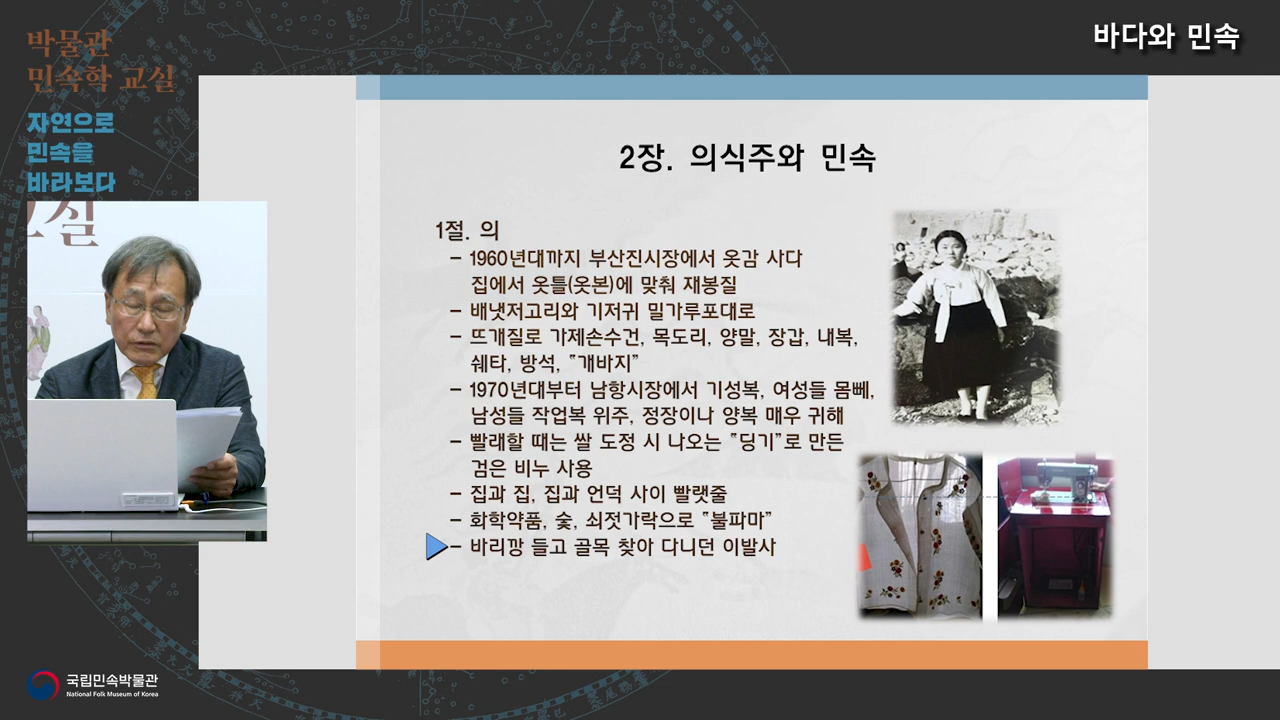 박물관
민속학 교실
자연으로
민속을
바라보다
바다와 민속
2장. 의식주와 민속
1절. 의
– 1960년대까지 부산진시장에서 옷감 사다
집에서 옷틀(옷본)에 맞춰 재봉질
– 배냇저고리와 기저귀 밀가루포대로
– 뜨개질로 가제손수건, 목도리, 양말, 장갑, 내복,
쉐타, 방석, “개바지”
– 1970년대부터 남항시장에서 기성복, 여성들 몸뻬,
남성들 작업복 위주, 정장이나 양복 매우 귀해
– 빨래할 때는 쌀 도정 시 나오는 “딩기”로 만든
검은 비누 사용
– 집과 집, 집과 언덕 사이 빨랫줄
– 화학약품, 숯, 쇠젓가락으로 “불파마”
– 바리깡 들고 골목 찾아 다니던 이발사
국립민속박물관
National Folk Museum of Korea